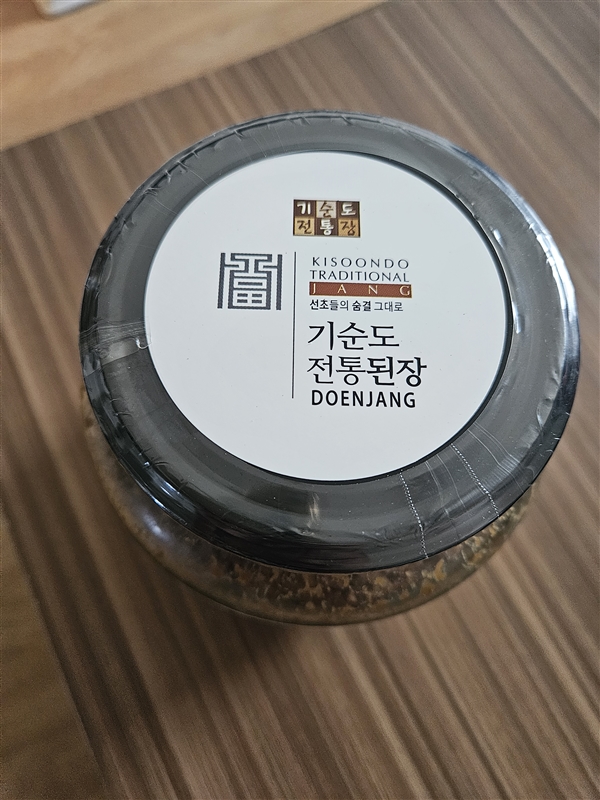 기순도
전통장
KISOONDO
TRADITIONAL
JANG
선조들의 숨결 그대로
기순도
전통된장
DOENJANG